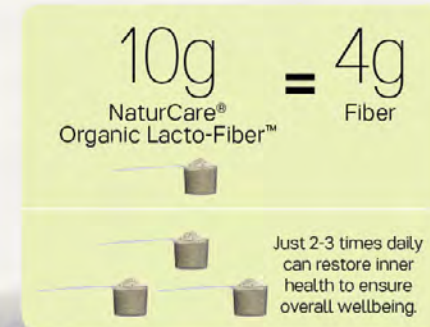 10g = 4g
NaturCare® Fiber
Organic Lacto-Fiber™
Just 2-3 times daily
can restore inner
health to ensure
overall wellbeing.